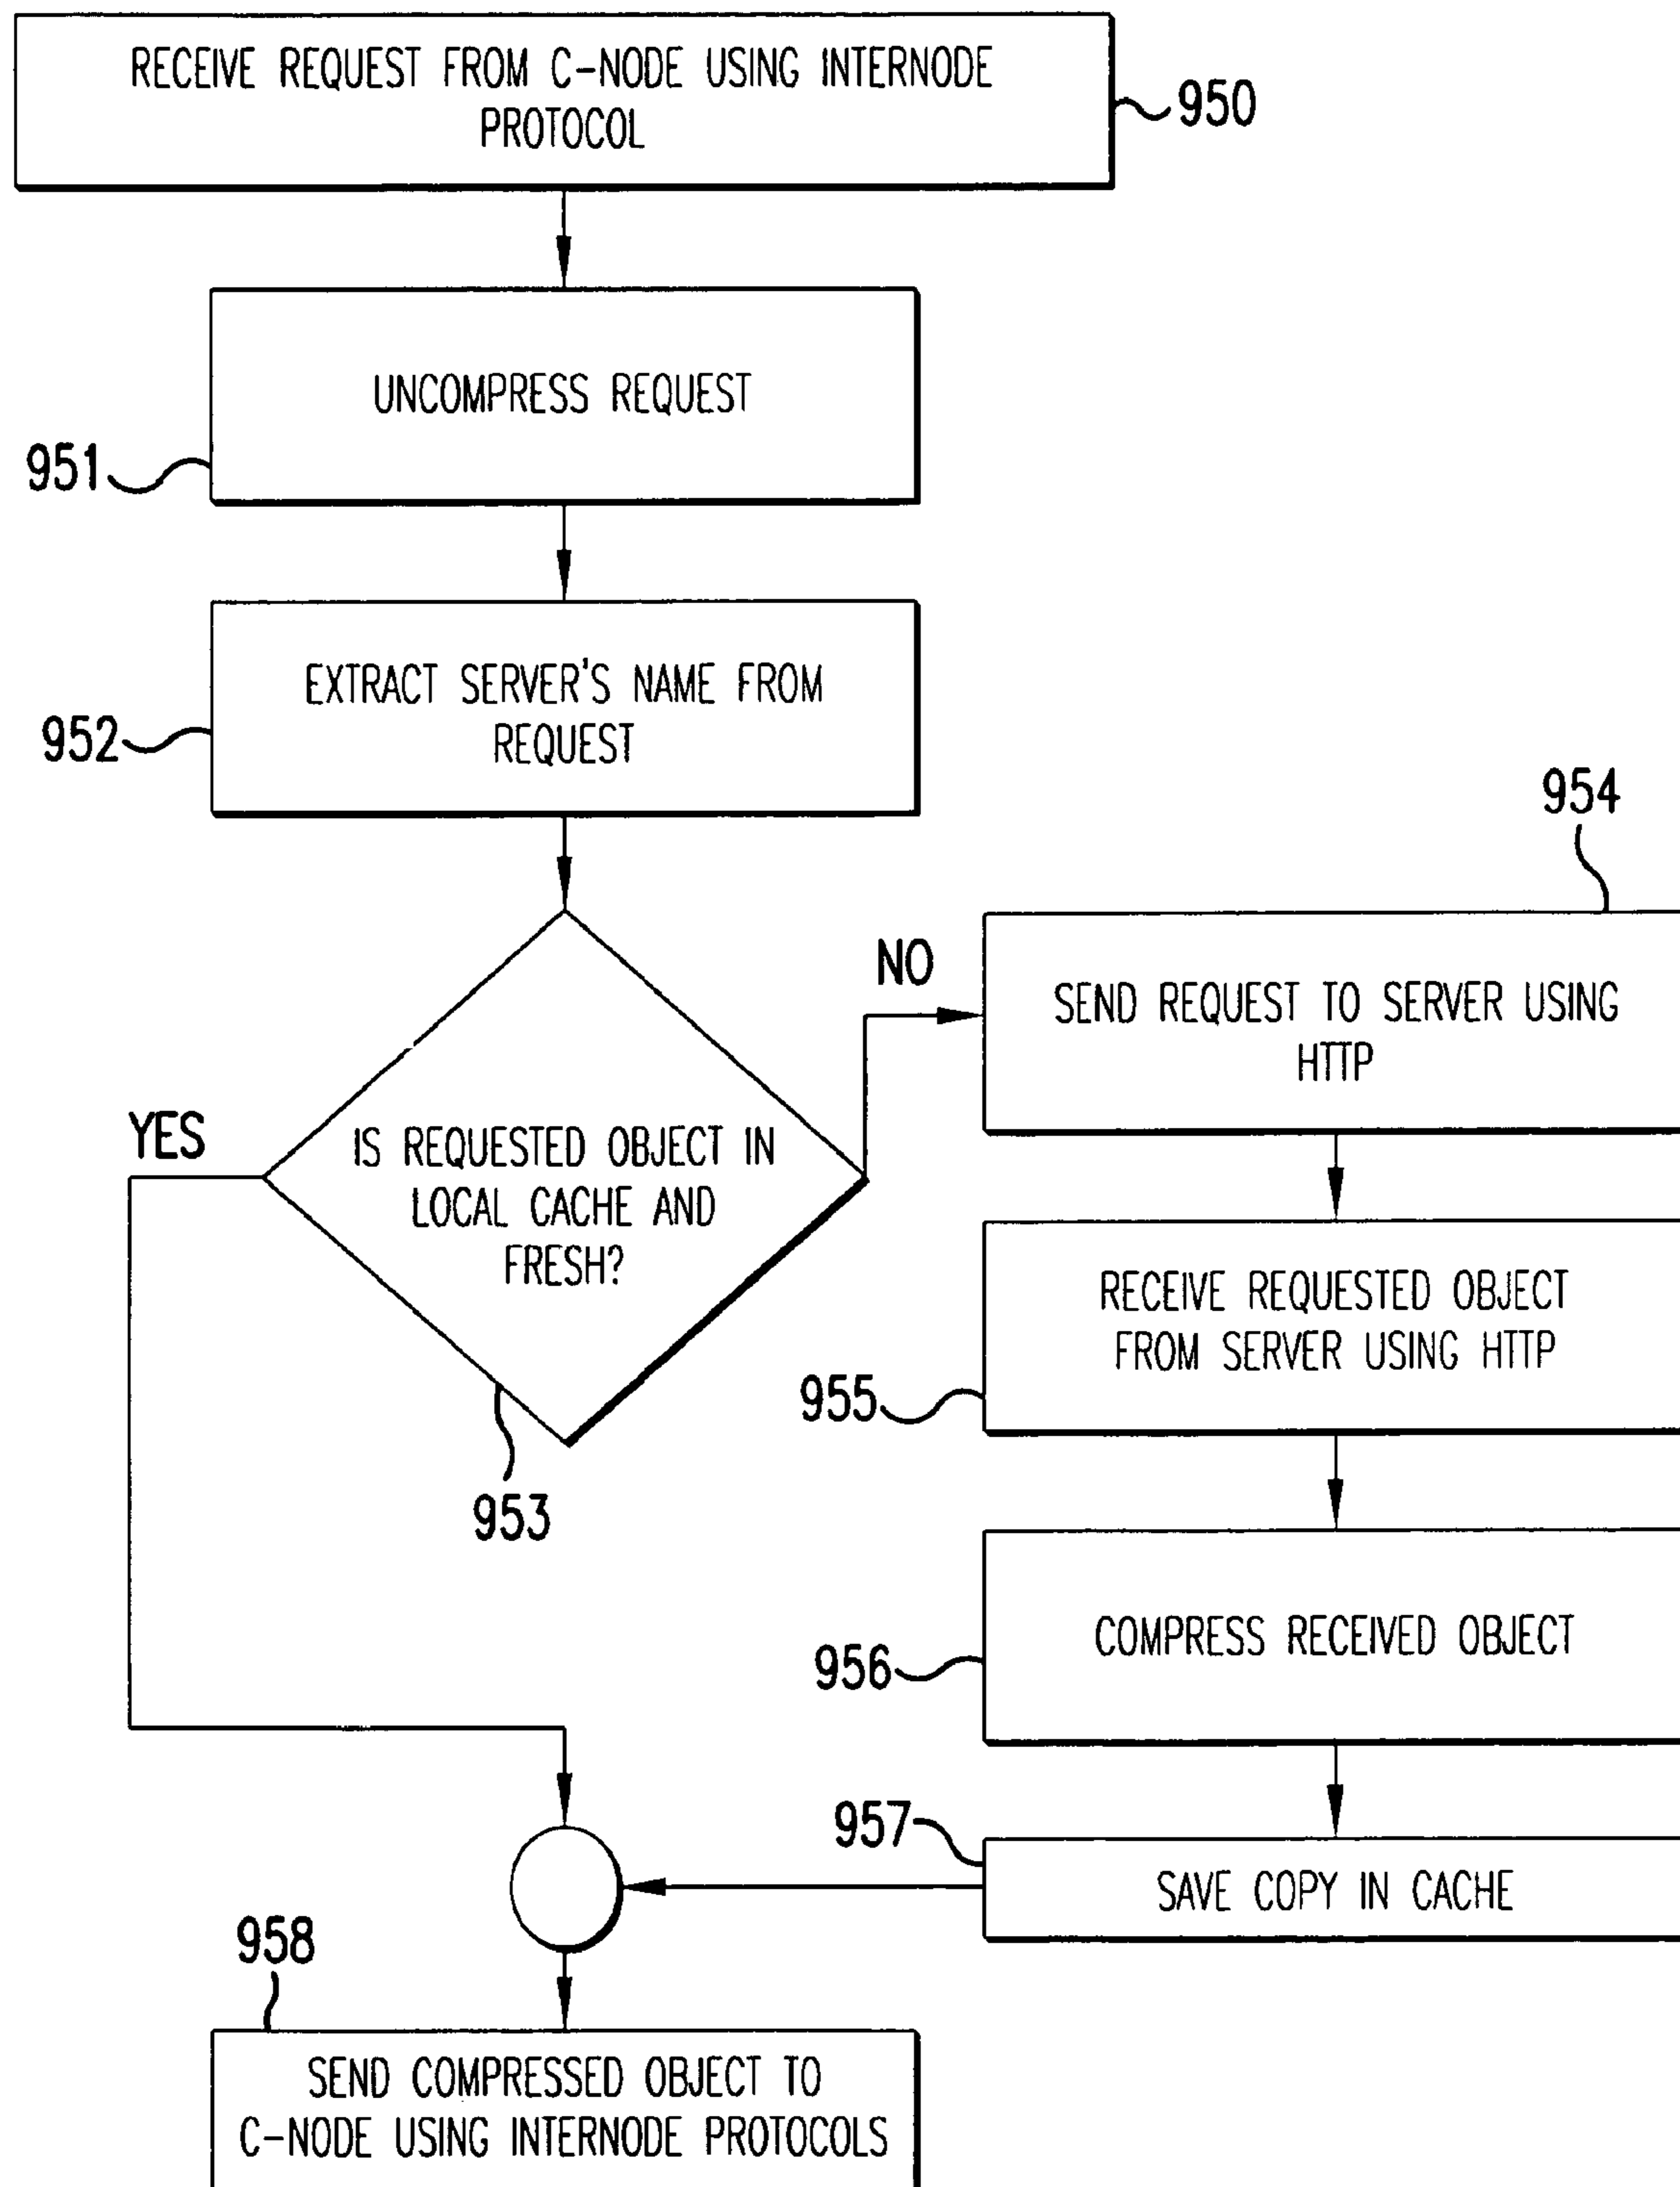 RECEIVE REQUEST FROM C-NODE USING INTERNODE
PROTOCOL
950
UNCOMPRESS REQUEST
951
EXTRACT SERVER'S NAME FROM
REQUEST
952
954
NO
SEND REQUEST TO SERVER USING
HTTP
YES
IS REQUESTED OBJECT IN
LOCAL CACHE AND
FRESH?
953
RECEIVE REQUESTED OBJECT
FROM SERVER USING HTTP
955
COMPRESS RECEIVED OBJECT
956
957
SAVE COPY IN CACHE
958
SEND COMPRESSED OBJECT TO
C-NODE USING INTERNODE PROTOCOLS